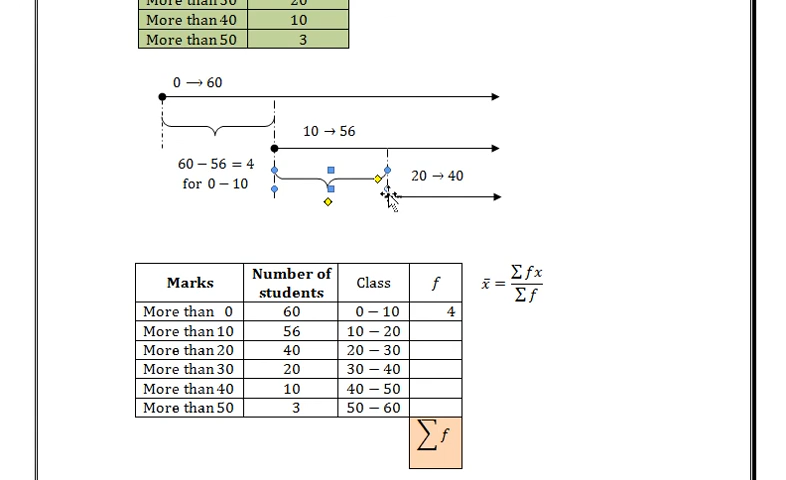 More than 30 20
More than 40 10
More than 50 3
0 → 60
10 → 56
60 − 56 = 4
for 0 − 10
20 → 40
Marks Number of students Class f
x̄ = ∑ fx / ∑ f
More than 0 60 0 − 10 4
More than 10 56 10 − 20
More than 20 40 20 − 30
More than 30 20 30 − 40
More than 40 10 40 − 50
More than 50 3 50 − 60
∑ f